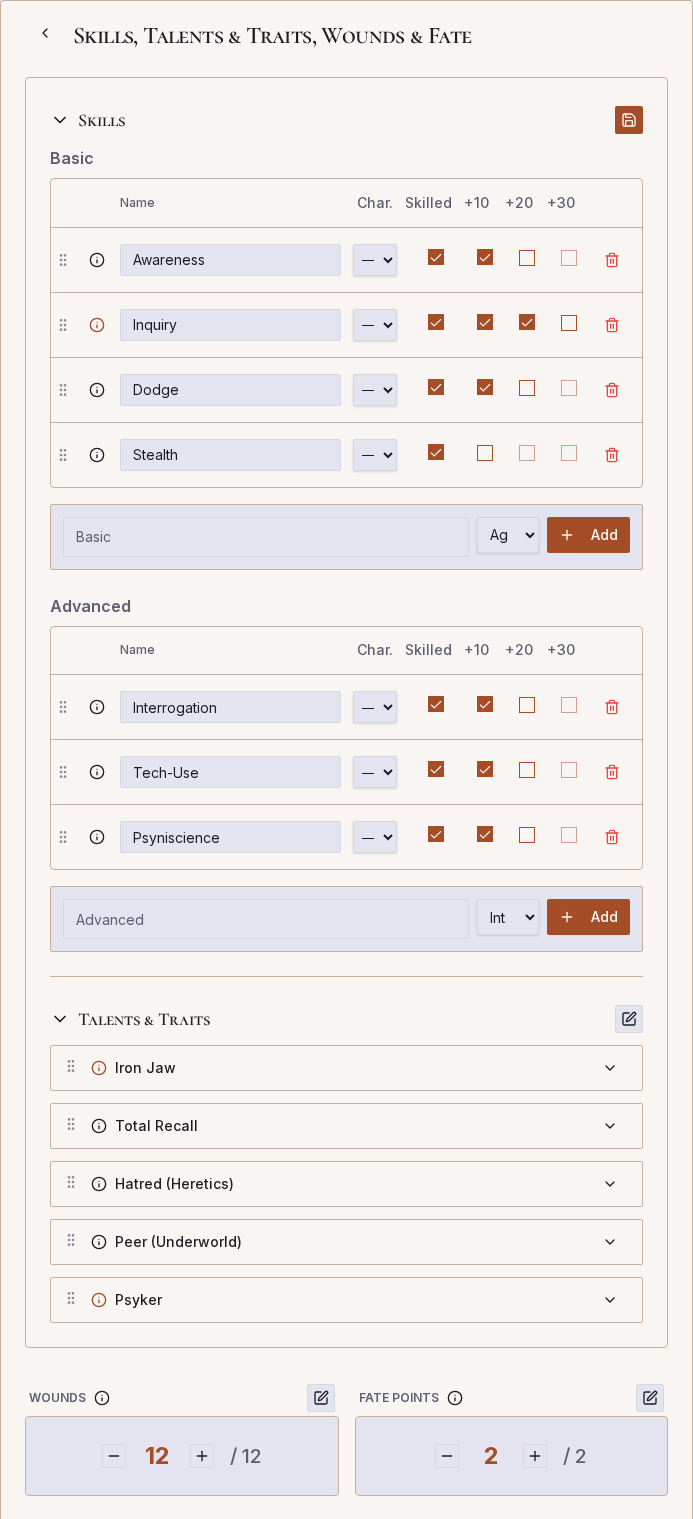 Skills, Talents & Traits, Wounds & Fate
Skills
Basic
Name Char. Skilled +10 +20 +30
Awareness —
Inquiry —
Dodge —
Stealth —
Basic Ag + Add
Advanced
Name Char. Skilled +10 +20 +30
Interrogation —
Tech-Use —
Psyniscience —
Advanced Int + Add
Talents & Traits
Iron Jaw
Total Recall
Hatred (Heretics)
Peer (Underworld)
Psyker
WOUNDS FATE POINTS
− 12 + / 12 − 2 + / 2